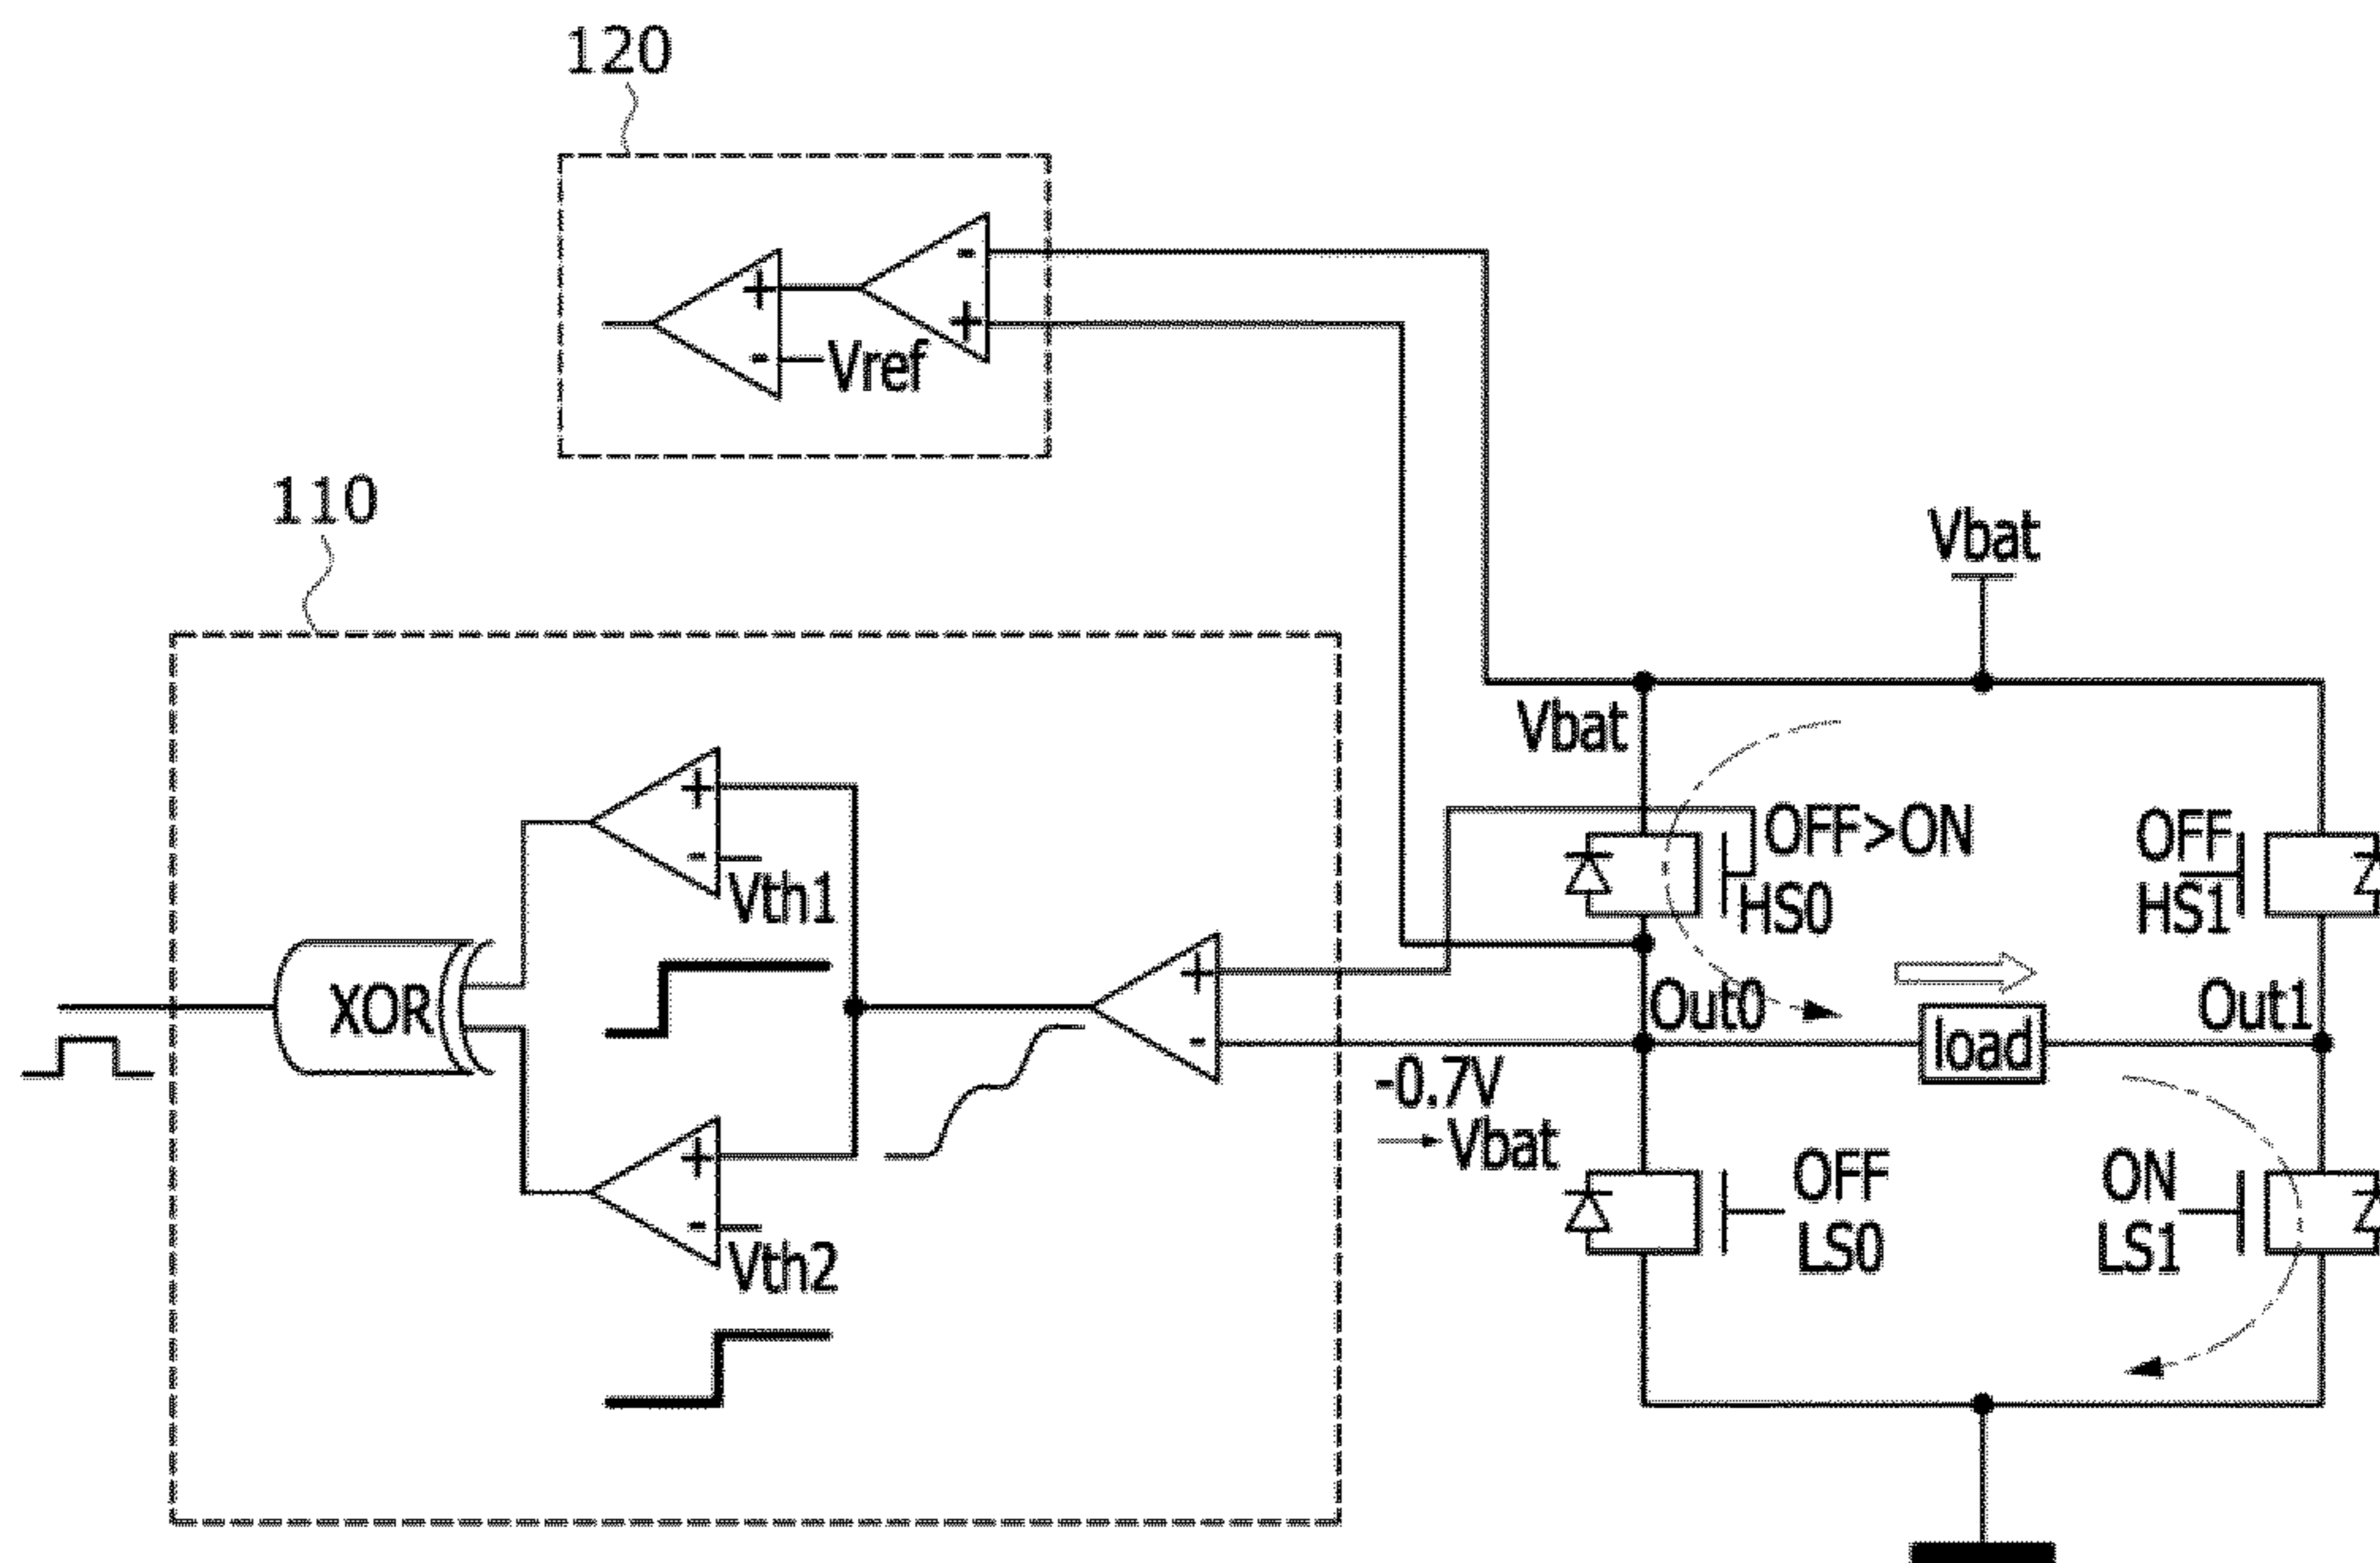 120
+
-
-
+
Vref
110
Vbat
Vbat
+
-
Vth1
OFF>ON
HS0
OFF
HS1
XOR
+
-
Out0
load
Out1
-0.7V
Vbat
+
-
Vth2
OFF
LS0
ON
LS1